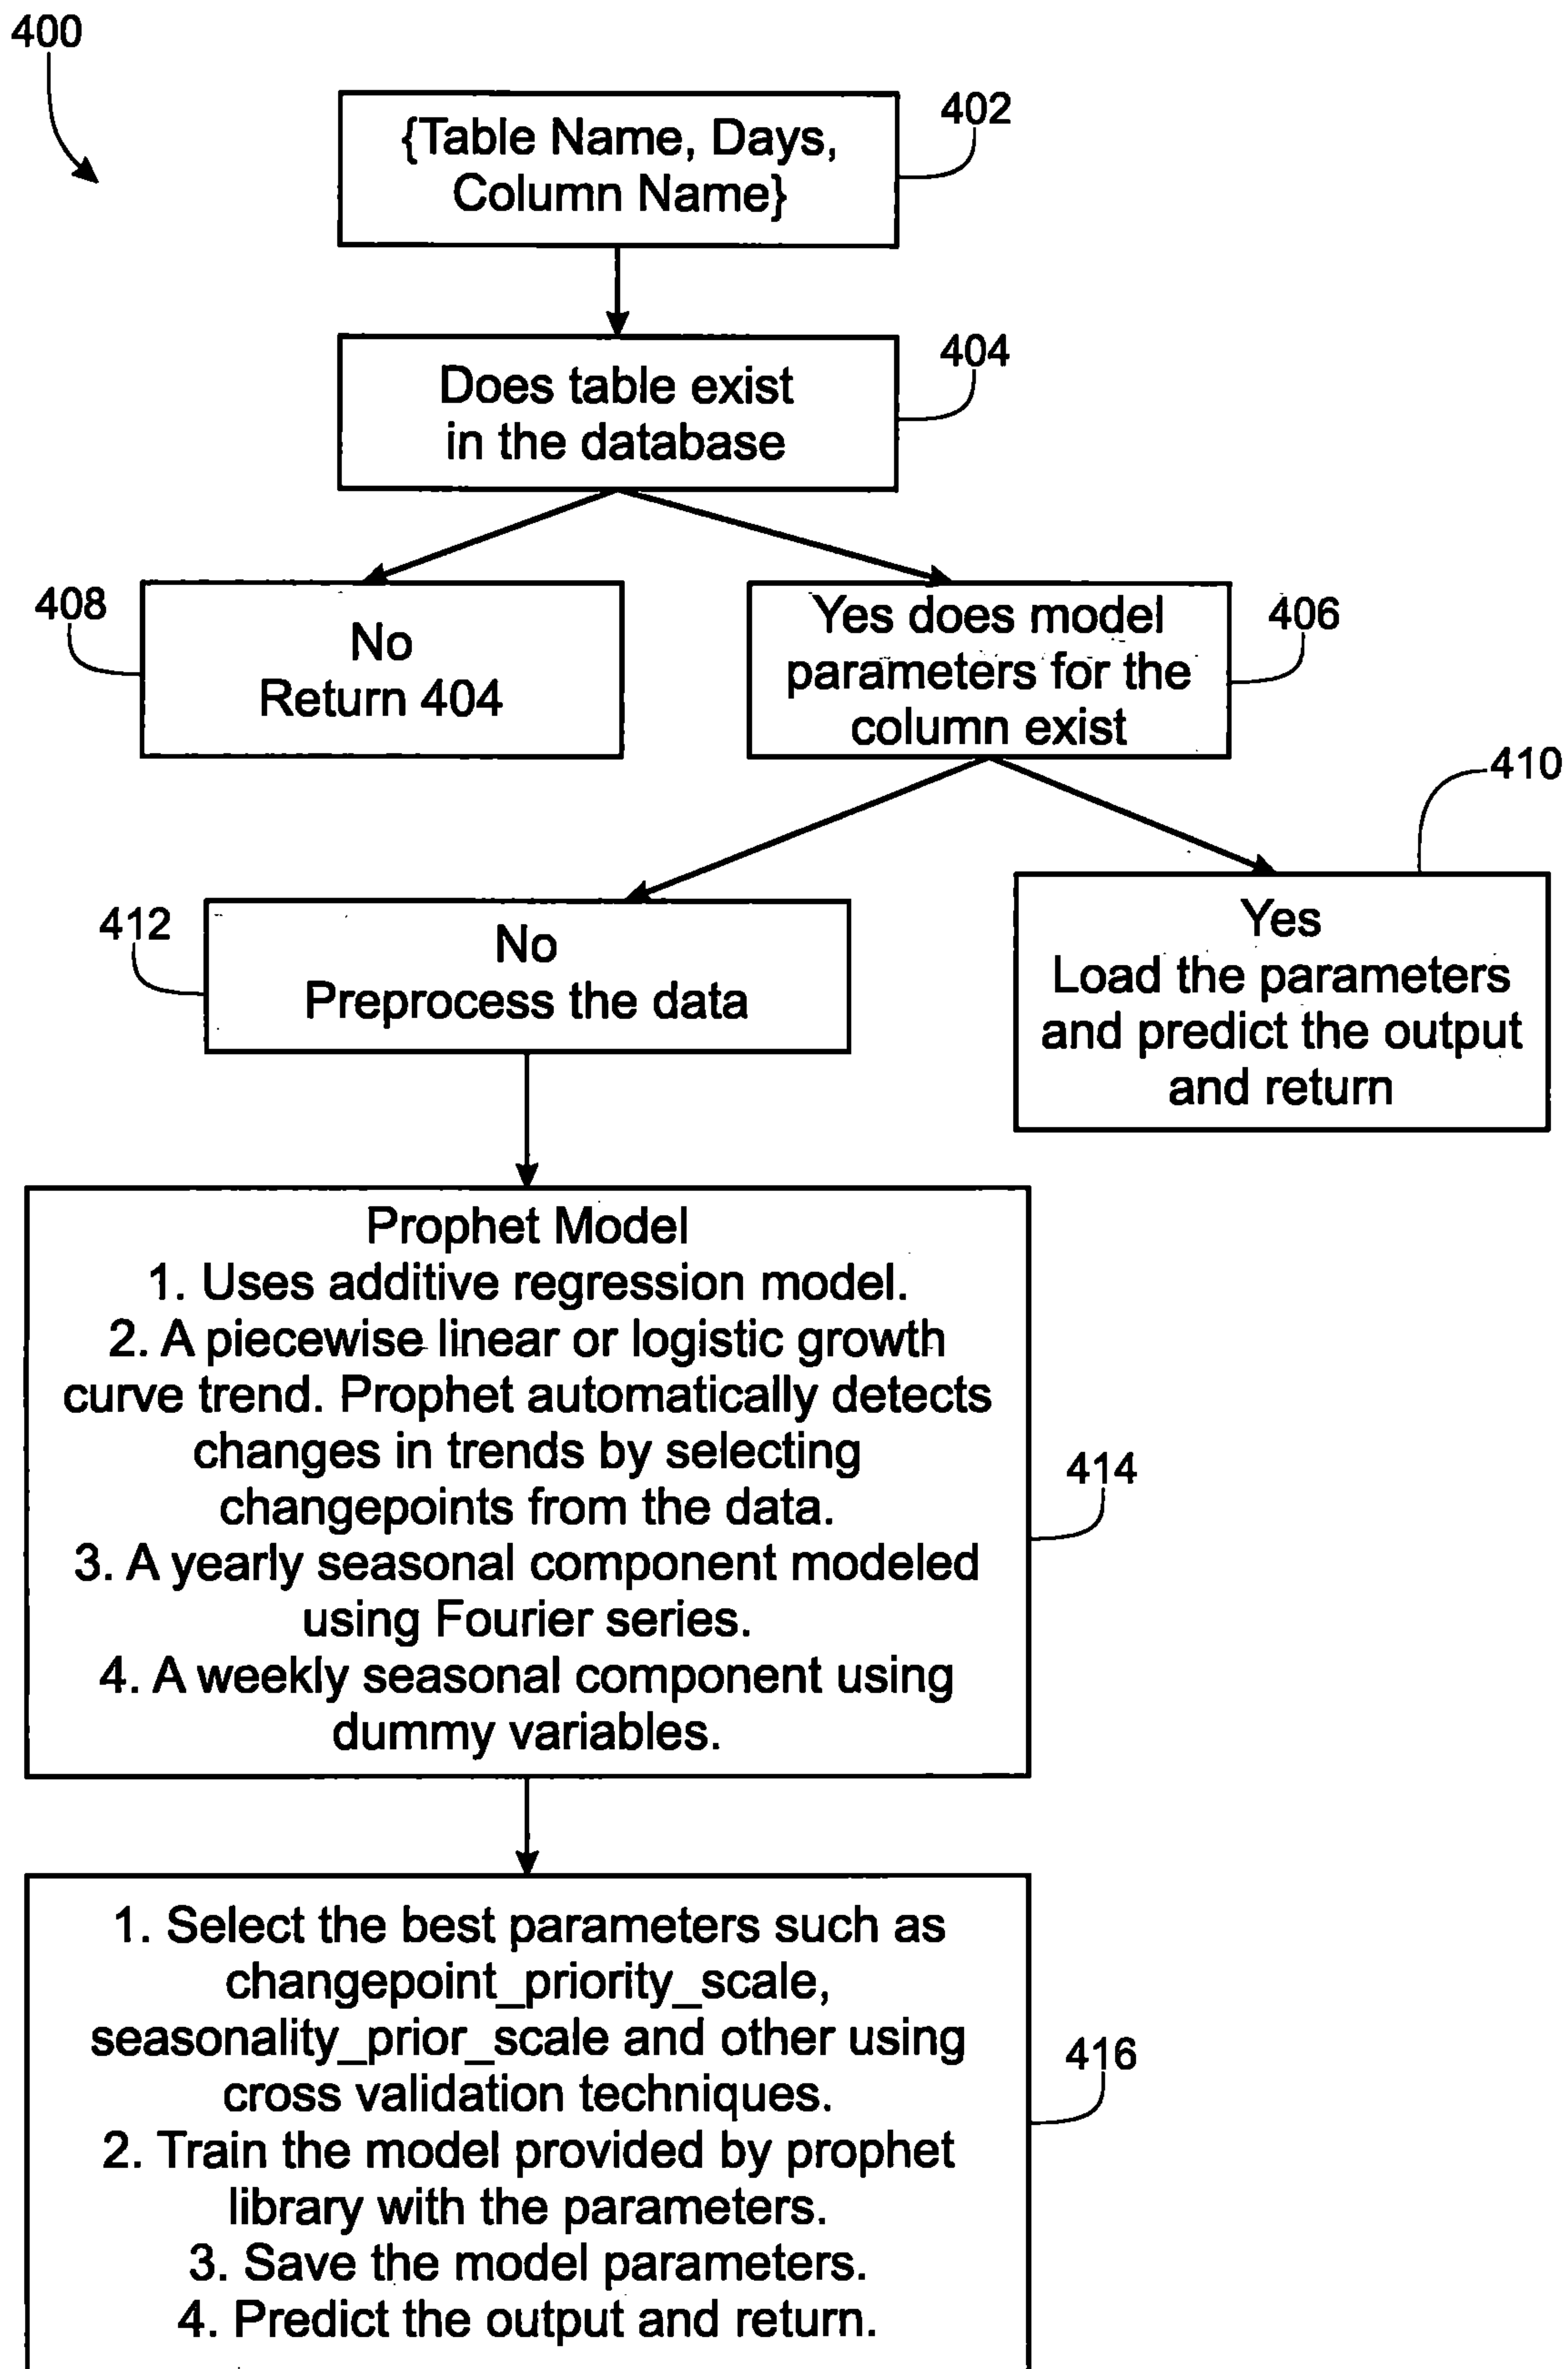 400
402
{Table Name, Days,
Column Name}
404
Does table exist
in the database
408
No
Return 404
406
Yes does model
parameters for the
column exist
410
Yes
Load the parameters
and predict the output
and return
412
No
Preprocess the data
Prophet Model
1. Uses additive regression model.
2. A piecewise linear or logistic growth
curve trend. Prophet automatically detects
changes in trends by selecting
changepoints from the data.
3. A yearly seasonal component modeled
using Fourier series.
4. A weekly seasonal component using
dummy variables.
414
1. Select the best parameters such as
changepoint_priority_scale,
seasonality_prior_scale and other using
cross validation techniques.
2. Train the model provided by prophet
library with the parameters.
3. Save the model parameters.
4. Predict the output and return.
416